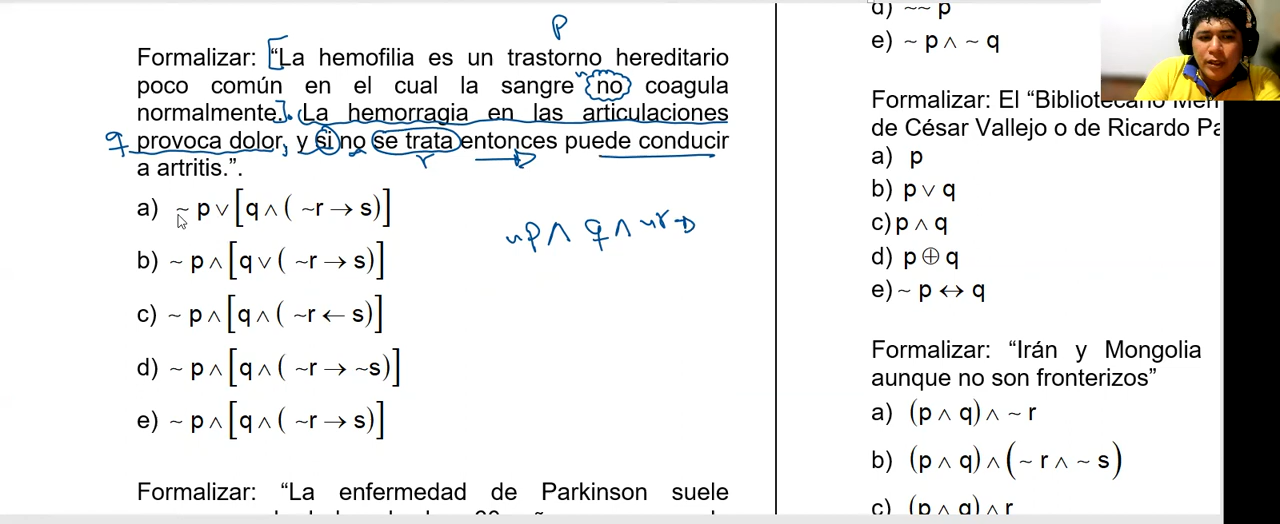 p
Formalizar: “La hemofilia es un trastorno hereditario
poco común en el cual la sangre ~ no coagula
normalmente. La hemorragia en las articulaciones
q provoca dolor, y si no se trata entonces puede conducir
r
a artritis.”.
a) ~ p ∨ [q ∧ ( ~r → s)]
b) ~ p ∧ [q ∨ ( ~r → s)]
c) ~ p ∧ [q ∧ ( ~r ← s)]
d) ~ p ∧ [q ∧ ( ~r → ~s)]
e) ~ p ∧ [q ∧ ( ~r → s)]
~p ∧ q ∧ ~r →
Formalizar: “La enfermedad de Parkinson suele
d) ~~ p
e) ~ p ∧ ~ q
Formalizar: El “Bibliotecario
de César Vallejo o de Ricardo
a) p
b) p ∨ q
c) p ∧ q
d) p ⊕ q
e) ~ p ↔ q
Formalizar: “Irán y Mongolia
aunque no son fronterizos”
a) (p ∧ q) ∧ ~ r
b) (p ∧ q) ∧ (~ r ∧ ~ s)
c) (p ∧ q) ∧ r